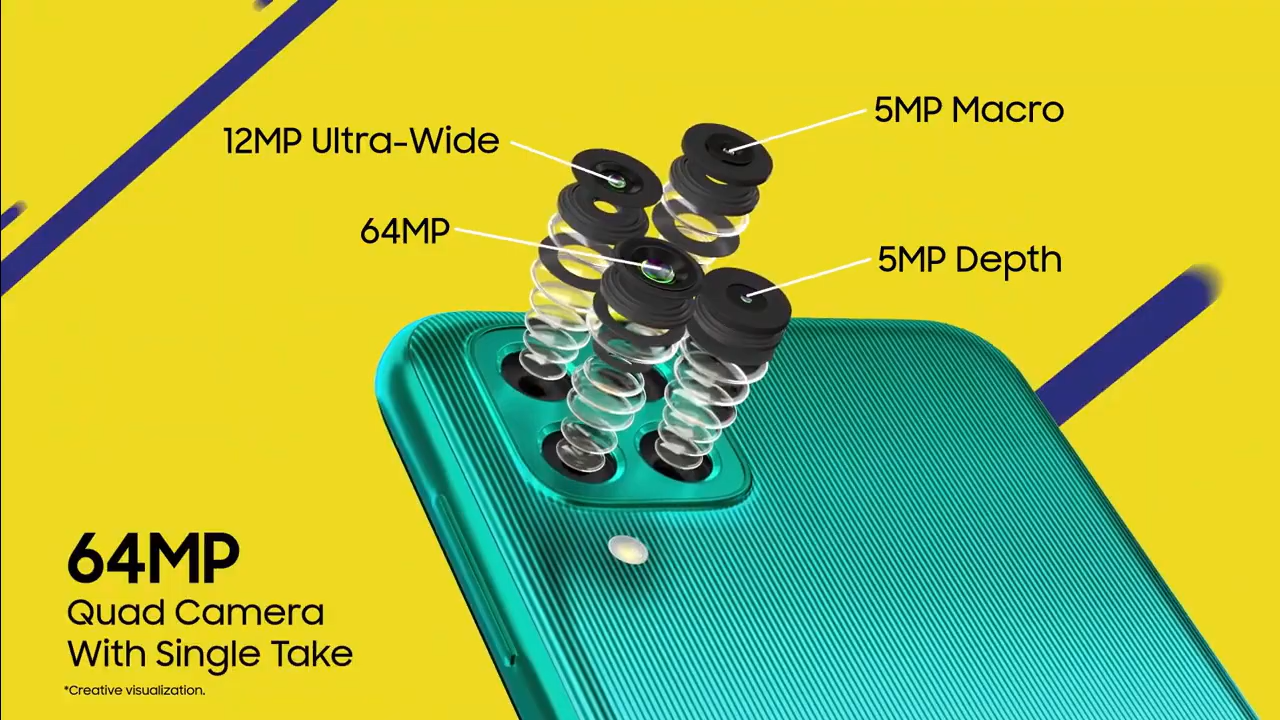 5MP Macro
12MP Ultra-Wide
64MP
5MP Depth
64MP
Quad Camera
With Single Take
*Creative visualization.